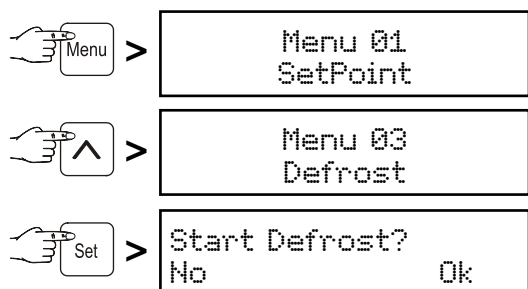 Menu
>
Menu 01
SetPoint
>
Menu 03
Defrost
Set
>
Start Defrost?
No Ok